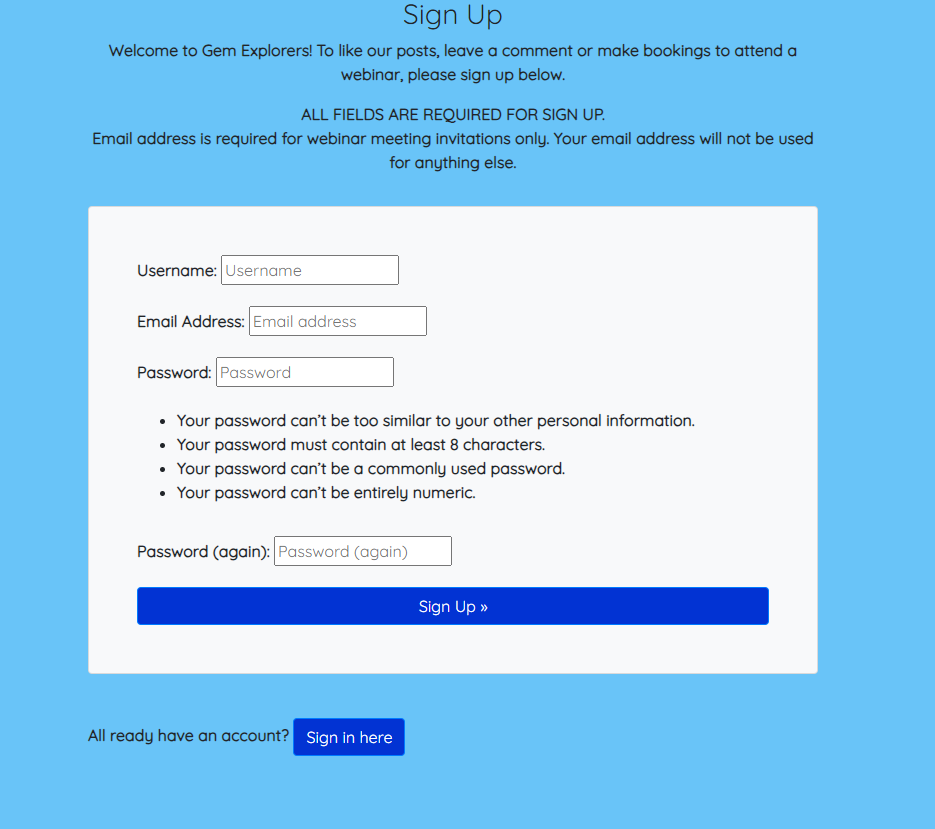 Sign Up
Welcome to Gem Explorers! To like our posts, leave a comment or make bookings to attend a
webinar, please sign up below.
ALL FIELDS ARE REQUIRED FOR SIGN UP.
Email address is required for webinar meeting invitations only. Your email address will not be used
for anything else.
Username: Username
Email Address: Email address
Password: Password
• Your password can’t be too similar to your other personal information.
• Your password must contain at least 8 characters.
• Your password can’t be a commonly used password.
• Your password can’t be entirely numeric.
Password (again): Password (again)
Sign Up »
All ready have an account? Sign in here